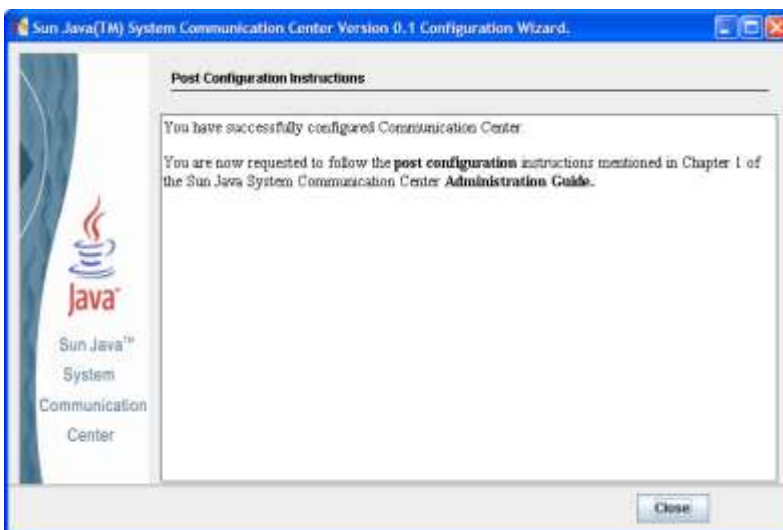 Sun Java(TM) System Communication Center Version 0.1 Configuration Wizard.
Post Configuration Instructions
You have successfully configured Communication Center.
You are now requested to follow the post configuration instructions mentioned in Chapter 1 of
the Sun Java System Communication Center Administration Guide.
Java™
Sun Java™
System
Communication
Center
Close